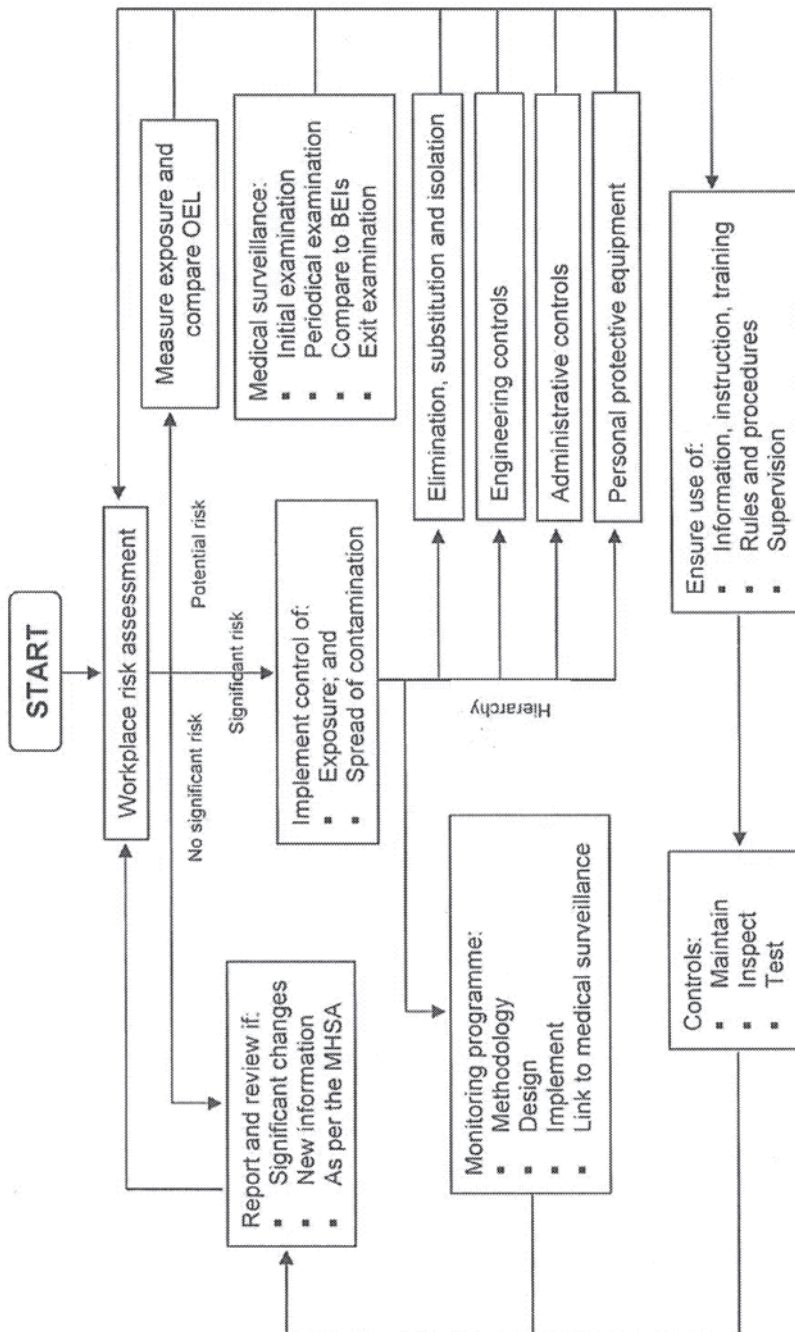 START
Workplace risk assessment
No significant risk
Significant risk
Potential risk
Report and review if:
▪ Significant changes
▪ New information
▪ As per the MHSA
Implement control of:
▪ Exposure; and
▪ Spread of contamination
Measure exposure and
compare OEL
Medical surveillance:
▪ Initial examination
▪ Periodical examination
▪ Compare to BEIs
▪ Exit examination
Hierarchy
Elimination, substitution and isolation
Engineering controls
Administrative controls
Personal protective equipment
Monitoring programme:
▪ Methodology
▪ Design
▪ Implement
▪ Link to medical surveillance
Controls:
▪ Maintain
▪ Inspect
▪ Test
Ensure use of:
▪ Information, instruction, training
▪ Rules and procedures
▪ Supervision